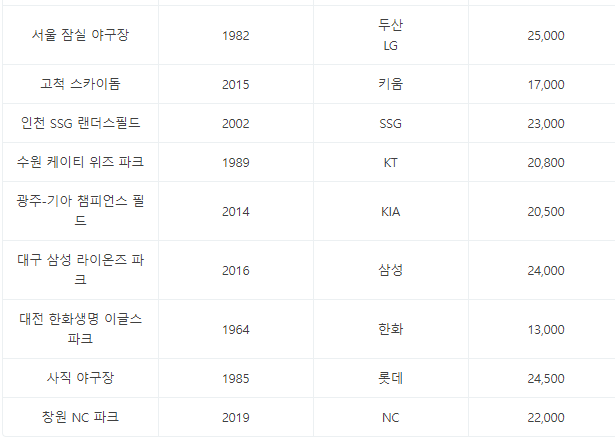 서울 잠실 야구장 1982 두산
LG 25,000
고척 스카이돔 2015 키움 17,000
인천 SSG 랜더스필드 2002 SSG 23,000
수원 케이티 위즈 파크 1989 KT 20,800
광주-기아 챔피언스 필
드 2014 KIA 20,500
대구 삼성 라이온즈 파
크 2016 삼성 24,000
대전 한화생명 이글스
파크 1964 한화 13,000
사직 야구장 1985 롯데 24,500
창원 NC 파크 2019 NC 22,000